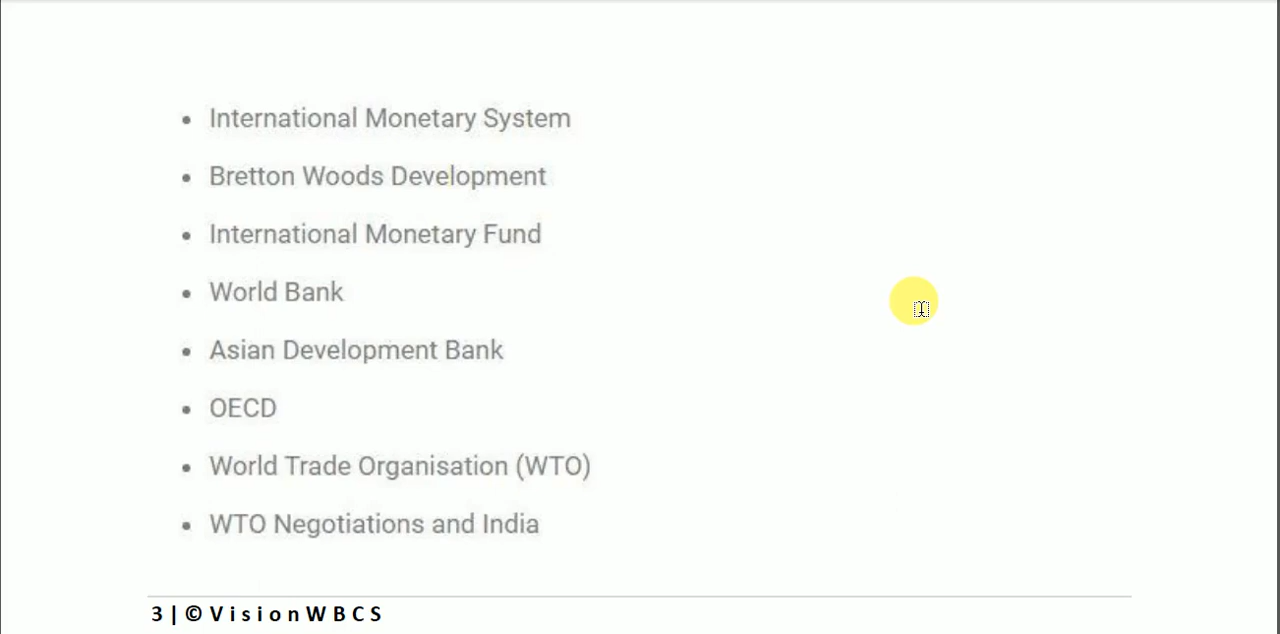 • International Monetary System
• Bretton Woods Development
• International Monetary Fund
• World Bank
• Asian Development Bank
• OECD
• World Trade Organisation (WTO)
• WTO Negotiations and India
3 | © VisionWBCS